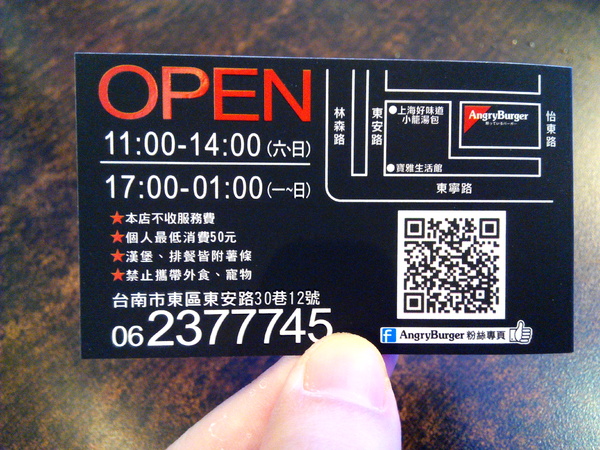 OPEN
11:00-14:00 (六、日)
17:00-01:00 (一~日)
★本店不收服務費
★個人最低消費50元
★漢堡、排餐皆附薯條
★禁止攜帶外食、寵物
台南市東區東安路30巷12號
06 2377745
林森路
東安路
上海好味道
小籠湯包
AngryBurger
怡東路
寶雅生活館
東寧路
f AngryBurger 粉絲專頁